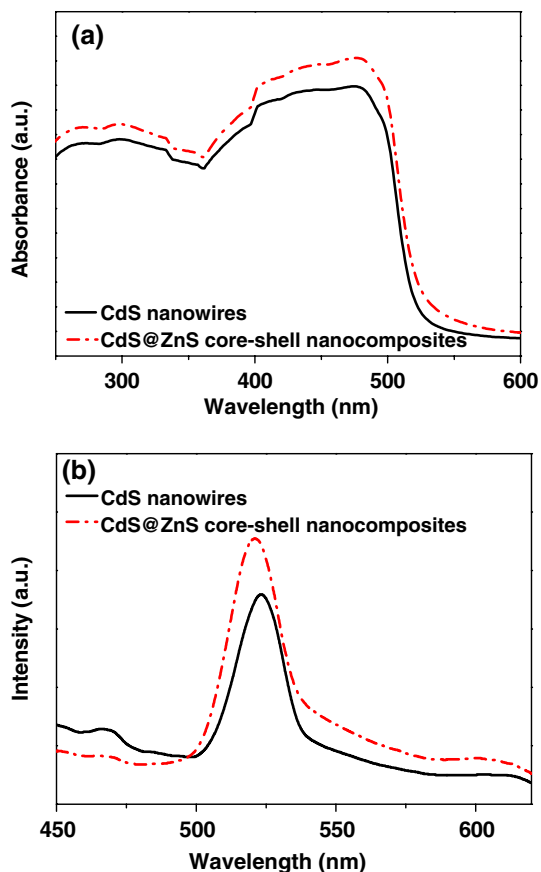 (a)
Absorbance (a.u.)
CdS nanowires
CdS@ZnS core-shell nanocomposites
300 400 500 600
Wavelength (nm)
(b)
CdS nanowires
CdS@ZnS core-shell nanocomposites
Intensity (a.u.)
450 500 550 600
Wavelength (nm)